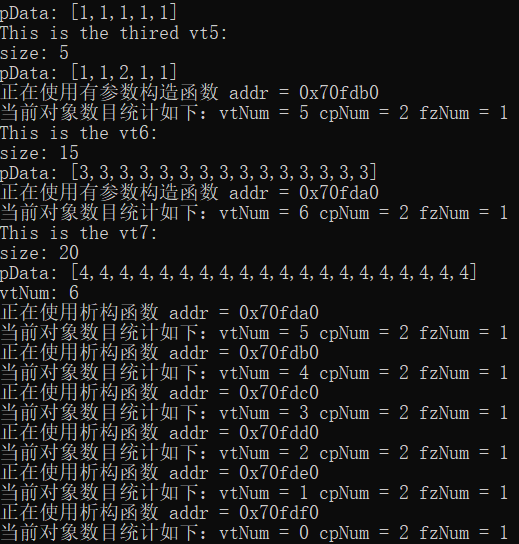 pData: [1,1,1,1,1]
This is the thired vt5:
size: 5
pData: [1,1,2,1,1]
正在使用有参数构造函数 addr = 0x70fdb0
当前对象数目统计如下：vtNum = 5 cpNum = 2 fzNum = 1
This is the vt6:
size: 15
pData: [3,3,3,3,3,3,3,3,3,3,3,3,3,3,3]
正在使用有参数构造函数 addr = 0x70fda0
当前对象数目统计如下：vtNum = 6 cpNum = 2 fzNum = 1
This is the vt7:
size: 20
pData: [4,4,4,4,4,4,4,4,4,4,4,4,4,4,4,4,4,4,4,4]
vtNum: 6
正在使用析构函数 addr = 0x70fda0
当前对象数目统计如下：vtNum = 5 cpNum = 2 fzNum = 1
正在使用析构函数 addr = 0x70fdb0
当前对象数目统计如下：vtNum = 4 cpNum = 2 fzNum = 1
正在使用析构函数 addr = 0x70fdc0
当前对象数目统计如下：vtNum = 3 cpNum = 2 fzNum = 1
正在使用析构函数 addr = 0x70fdd0
当前对象数目统计如下：vtNum = 2 cpNum = 2 fzNum = 1
正在使用析构函数 addr = 0x70fde0
当前对象数目统计如下：vtNum = 1 cpNum = 2 fzNum = 1
正在使用析构函数 addr = 0x70fdf0
当前对象数目统计如下：vtNum = 0 cpNum = 2 fzNum = 1